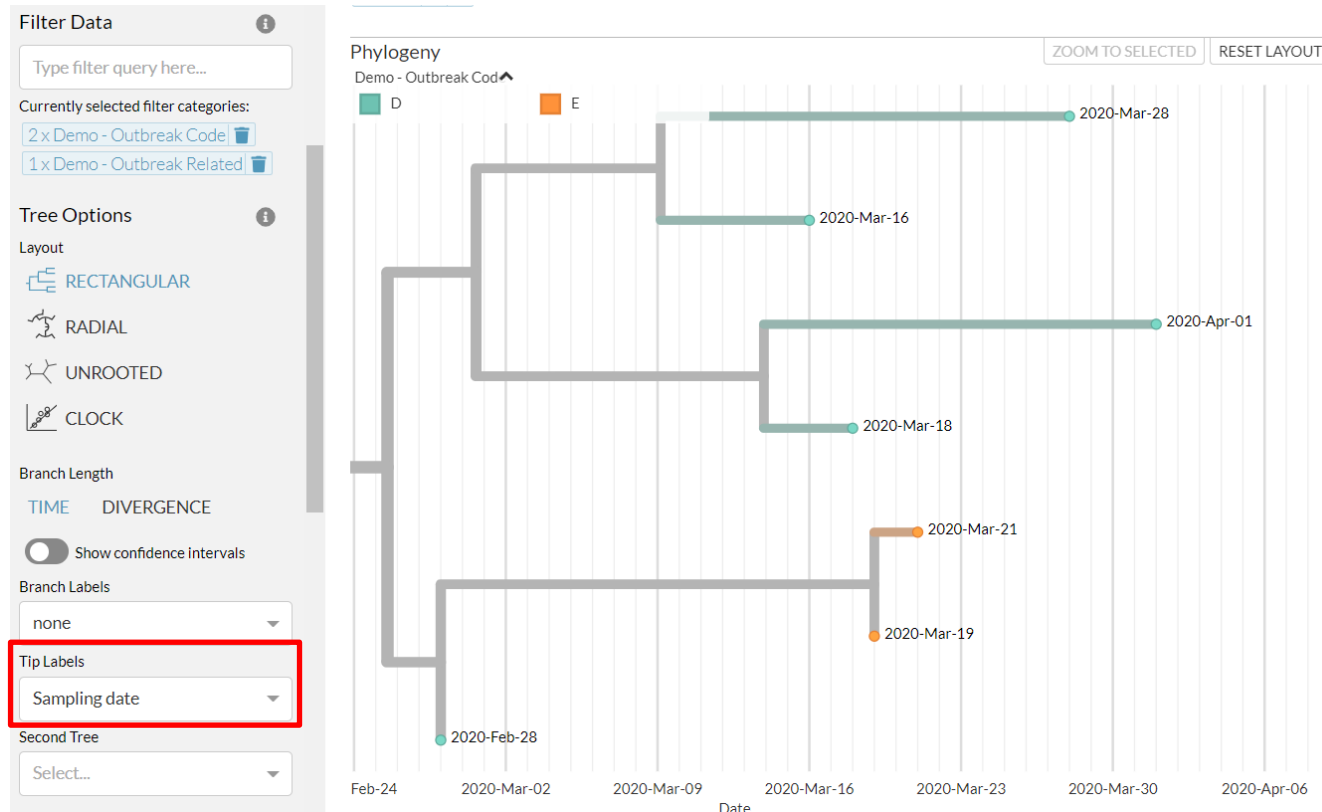 Filter Data
Type filter query here...
Currently selected filter categories:
2 x Demo - Outbreak Code
1 x Demo - Outbreak Related
Tree Options
Layout
RECTANGULAR
RADIAL
UNROOTED
CLOCK
Branch Length
TIME DIVERGENCE
Show confidence intervals
Branch Labels
none
Tip Labels
Sampling date
Second Tree
Select...
Phylogeny
ZOOM TO SELECTED
RESET LAYOUT
Demo - Outbreak Cod
D
E
2020-Mar-28
2020-Mar-16
2020-Apr-01
2020-Mar-18
2020-Mar-21
2020-Mar-19
2020-Feb-28
Feb-24 2020-Mar-02 2020-Mar-09 2020-Mar-16 2020-Mar-23 2020-Mar-30 2020-Apr-06
Date